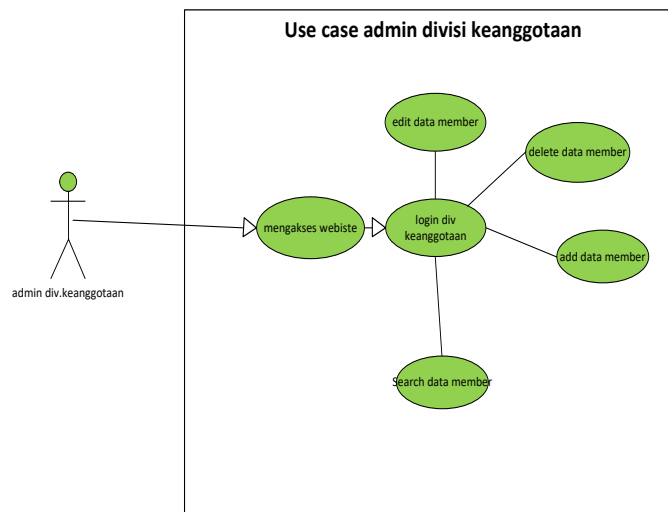 Use case admin divisi keanggotaan
edit data member
delete data member
mengakses webiste
login div
keanggotaan
add data member
admin div.keanggotaan
Search data member